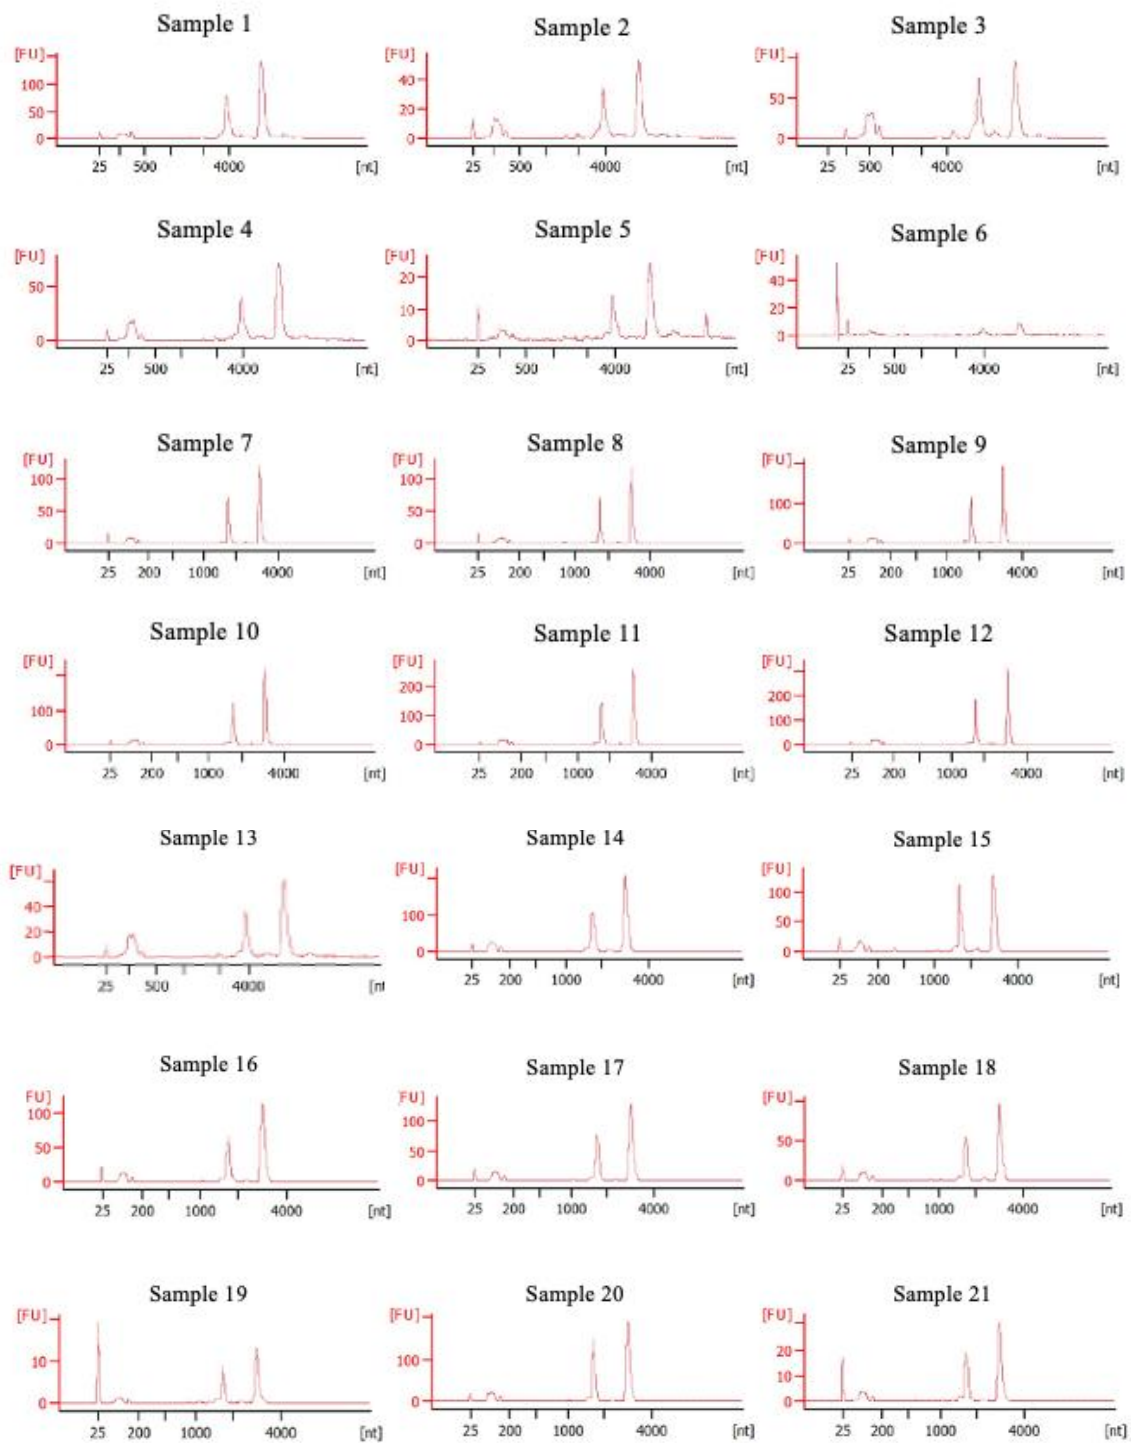 Sample 1 Sample 2 Sample 3
[FU] [FU] [FU]
100 40 50
50 20
0 0 0
25 500 4000 [nt] 25 500 4000 [nt] 25 500 4000 [nt]
Sample 4 Sample 5 Sample 6
[FU] [FU] [FU]
50 20 40
10 20
0 0 0
25 500 4000 [nt] 25 500 4000 [nt] 25 500 4000 [nt]
Sample 7 Sample 8 Sample 9
[FU] [FU] [FU]
100 100 100
50 50
0 0 0
25 200 1000 4000 [nt] 25 200 1000 4000 [nt] 25 200 1000 4000 [nt]
Sample 10 Sample 11 Sample 12
[FU] [FU] [FU]
100 200 200
100 100
0 0 0
25 200 1000 4000 [nt] 25 200 1000 4000 [nt] 25 200 1000 4000 [nt]
Sample 13 Sample 14 Sample 15
[FU] [FU] [FU]
40 100 100
20 50
0 0 0
25 500 4000 [nt 25 200 1000 4000 [nt] 25 200 1000 4000 [nt]
Sample 16 Sample 17 Sample 18
FU] FU] [FU]
100 100 50
50 50
0 0 0
25 200 1000 4000 [nt] 25 200 1000 4000 [nt] 25 200 1000 4000 [nt]
Sample 19 Sample 20 Sample 21
[FU] [FU] [FU]
10 100 20
10
0 0 0
25 200 1000 4000 [nt] 25 200 1000 4000 [nt] 25 200 1000 4000 [nt]